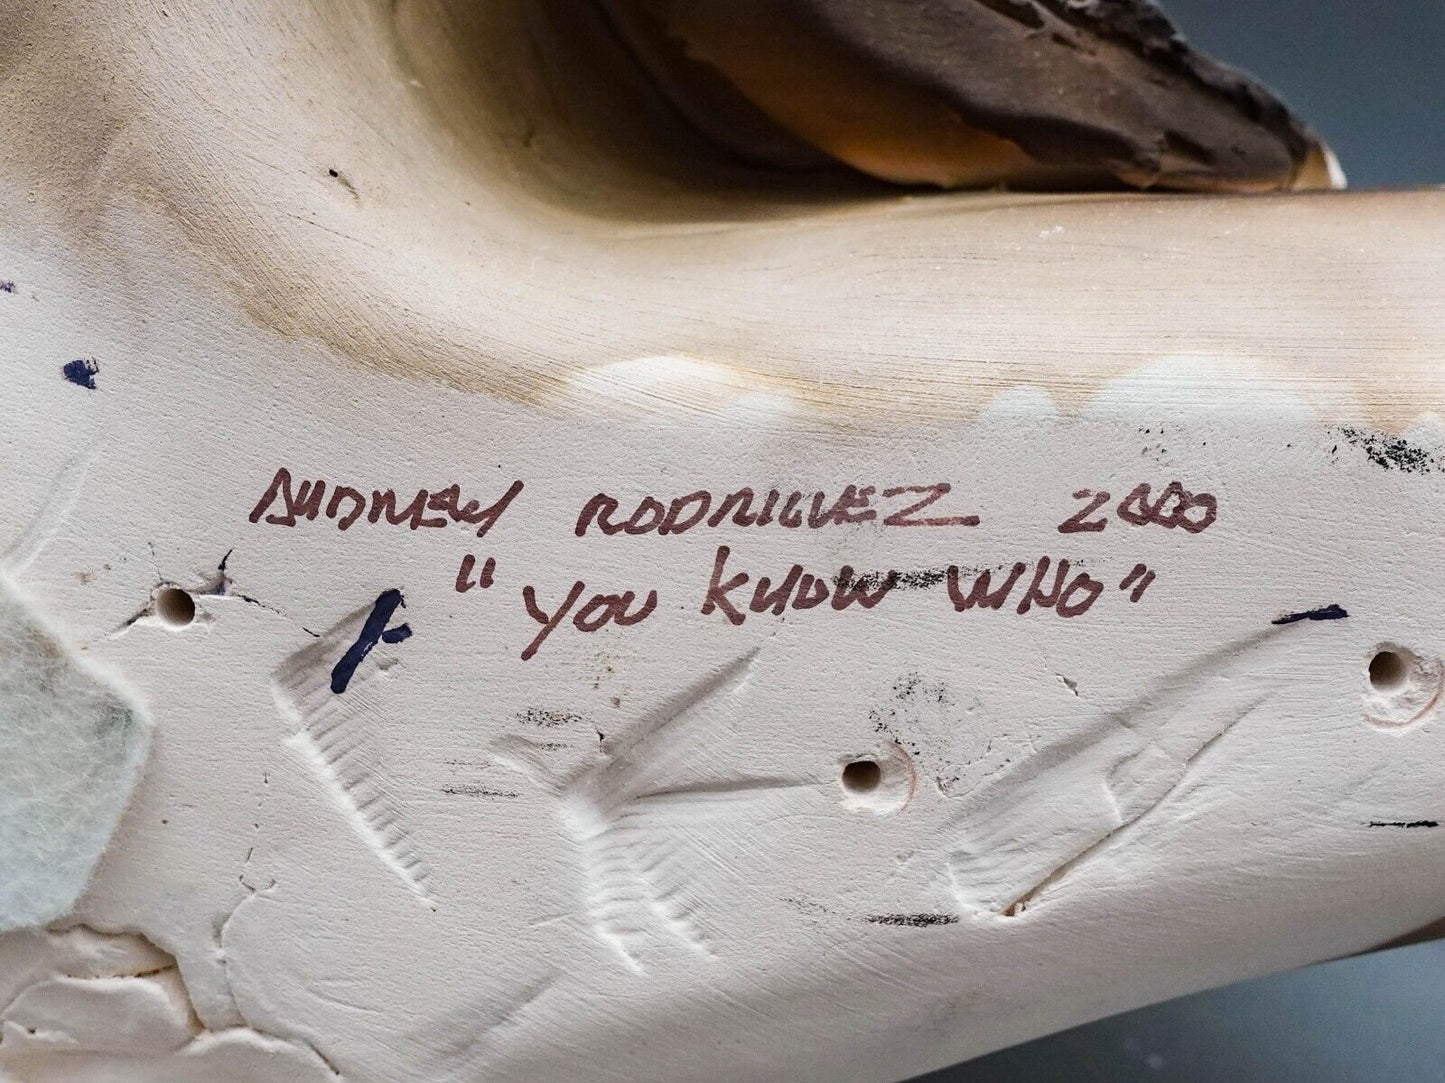 ANDREW RODRIGUEZ 2000
"YOU KNOW WHO"